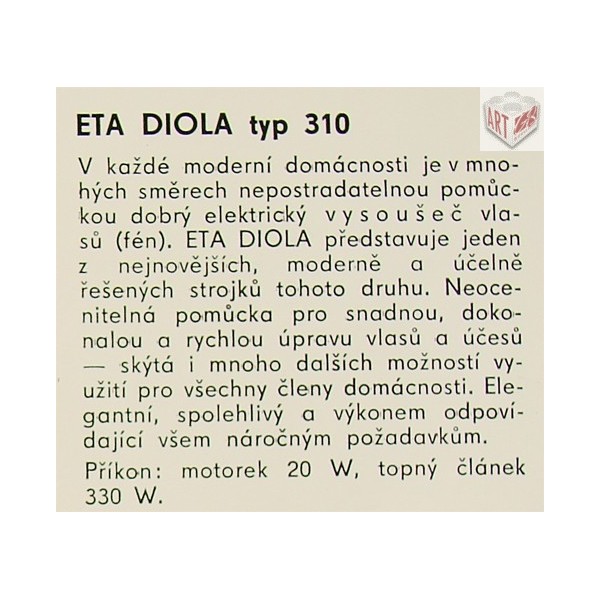 ART
ETA DIOLA typ 310
V každé moderní domácnosti je v mno-
hých směrech nepostradatelnou pomůc-
kou dobrý elektrický vysoušeč vla-
sů (fén). ETA DIOLA představuje jeden
z nejnovějších, moderně a účelně
řešených strojků tohoto druhu. Neoce-
nitelná pomůcka pro snadnou, doko-
nalou a rychlou úpravu vlasů a účesů
— skýtá i mnoho dalších možností vy-
užití pro všechny členy domácnosti. Ele-
gantní, spolehlivý a výkonem odpoví-
dající všem náročným požadavkům.
Příkon: motorek 20 W, topný článek
330 W.